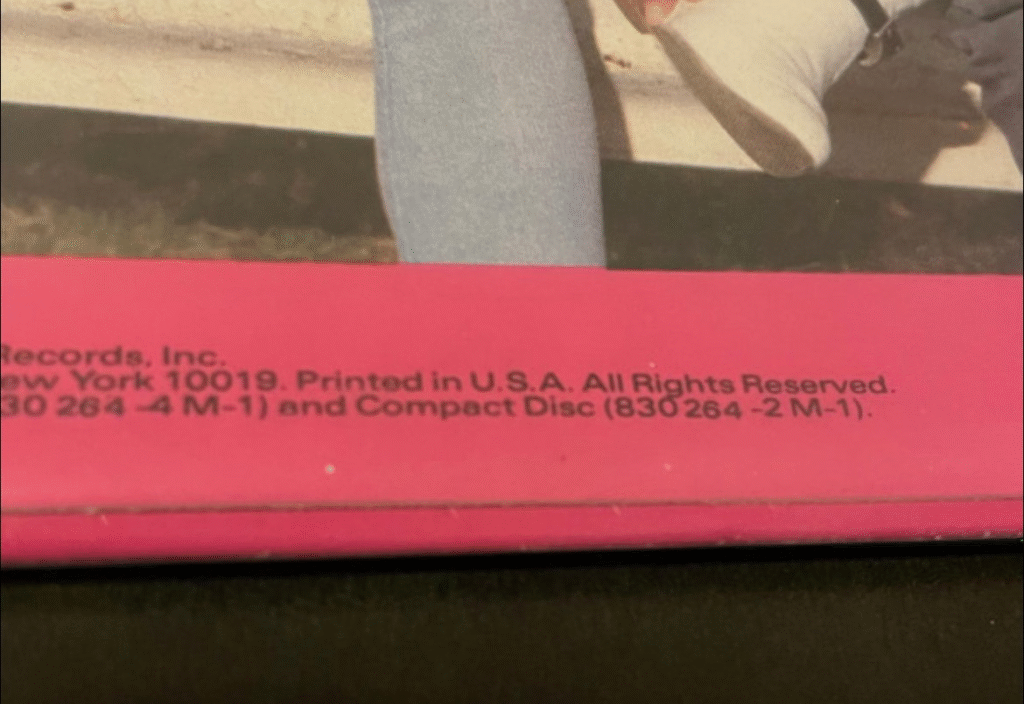 Records, Inc.
ew York 10019. Printed in U.S.A. All Rights Reserved.
30 264 -4 M-1) and Compact Disc (830 264 -2 M-1).